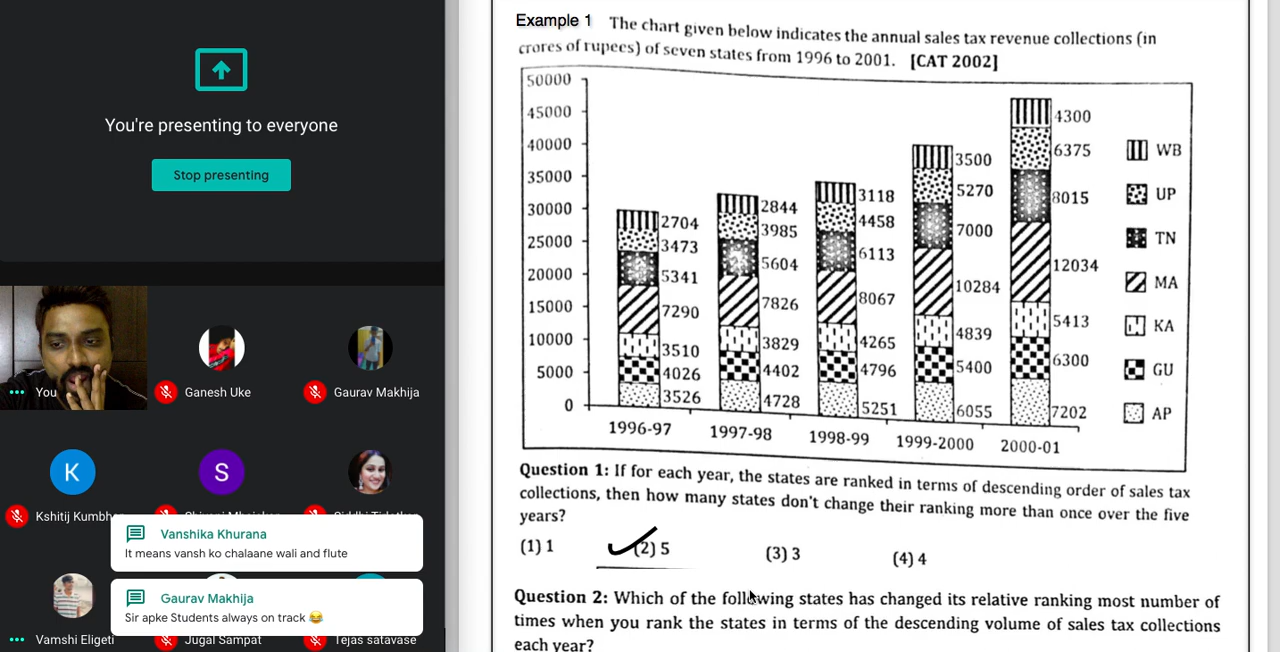 You're presenting to everyone
Stop presenting
You
Ganesh Uke
Gaurav Makhija
K
S
Kshitij Kumbh
Vanshika Khurana
It means vansh ko chalaane wali and flute
Gaurav Makhija
Sir apke Students always on track 😂
Vamshi Eligeti
Jugal Sampat
Tejas satavase
Example 1 The chart given below indicates the annual sales tax revenue collections (in
crores of rupees) of seven states from 1996 to 2001. [CAT 2002]
50000
45000
40000
35000
30000
25000
20000
15000
10000
5000
0
2704
3473
5341
7290
3510
4026
3526
2844
3985
5604
7826
3829
4402
4728
3118
4458
6113
8067
4265
4796
5251
3500
5270
7000
10284
4839
5400
6055
4300
6375
8015
12034
5413
6300
7202
WB
UP
TN
MA
KA
GU
AP
1996-97 1997-98 1998-99 1999-2000 2000-01
Question 1: If for each year, the states are ranked in terms of descending order of sales tax
collections, then how many states don't change their ranking more than once over the five
years?
(1) 1 (2) 5 (3) 3 (4) 4
Question 2: Which of the following states has changed its relative ranking most number of
times when you rank the states in terms of the descending volume of sales tax collections
each year?